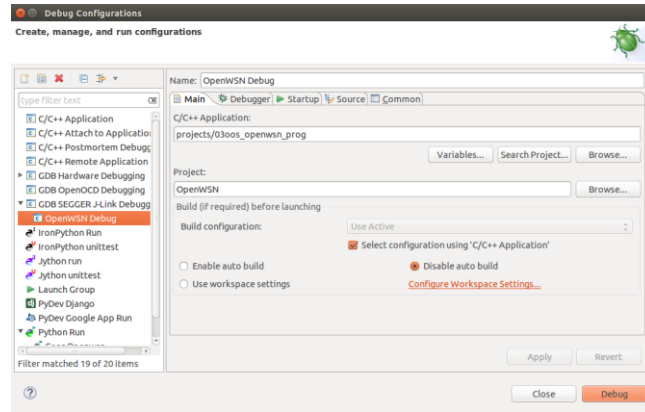 Debug Configurations
Create, manage, and run configurations
type filter text
C/C++ Application
C/C++ Attach to Applicatio
C/C++ Postmortem Debugg
C/C++ Remote Application
GDB Hardware Debugging
GDB OpenOCD Debugging
GDB SEGGER J-Link Debugg
OpenWSN Debug
IronPython Run
IronPython unittest
Jython run
Jython unittest
Launch Group
PyDev Django
PyDev Google App Run
Python Run
Filter matched 19 of 20 items
Name: OpenWSN Debug
Main Debugger Startup Source Common
C/C++ Application:
projects/03oos_openwsn_prog
Variables... Search Project... Browse...
Project:
OpenWSN Browse...
Build (if required) before launching
Build configuration: Use Active
Select configuration using 'C/C++ Application'
Enable auto build Disable auto build
Use workspace settings Configure Workspace Settings...
Apply Revert
Close Debug